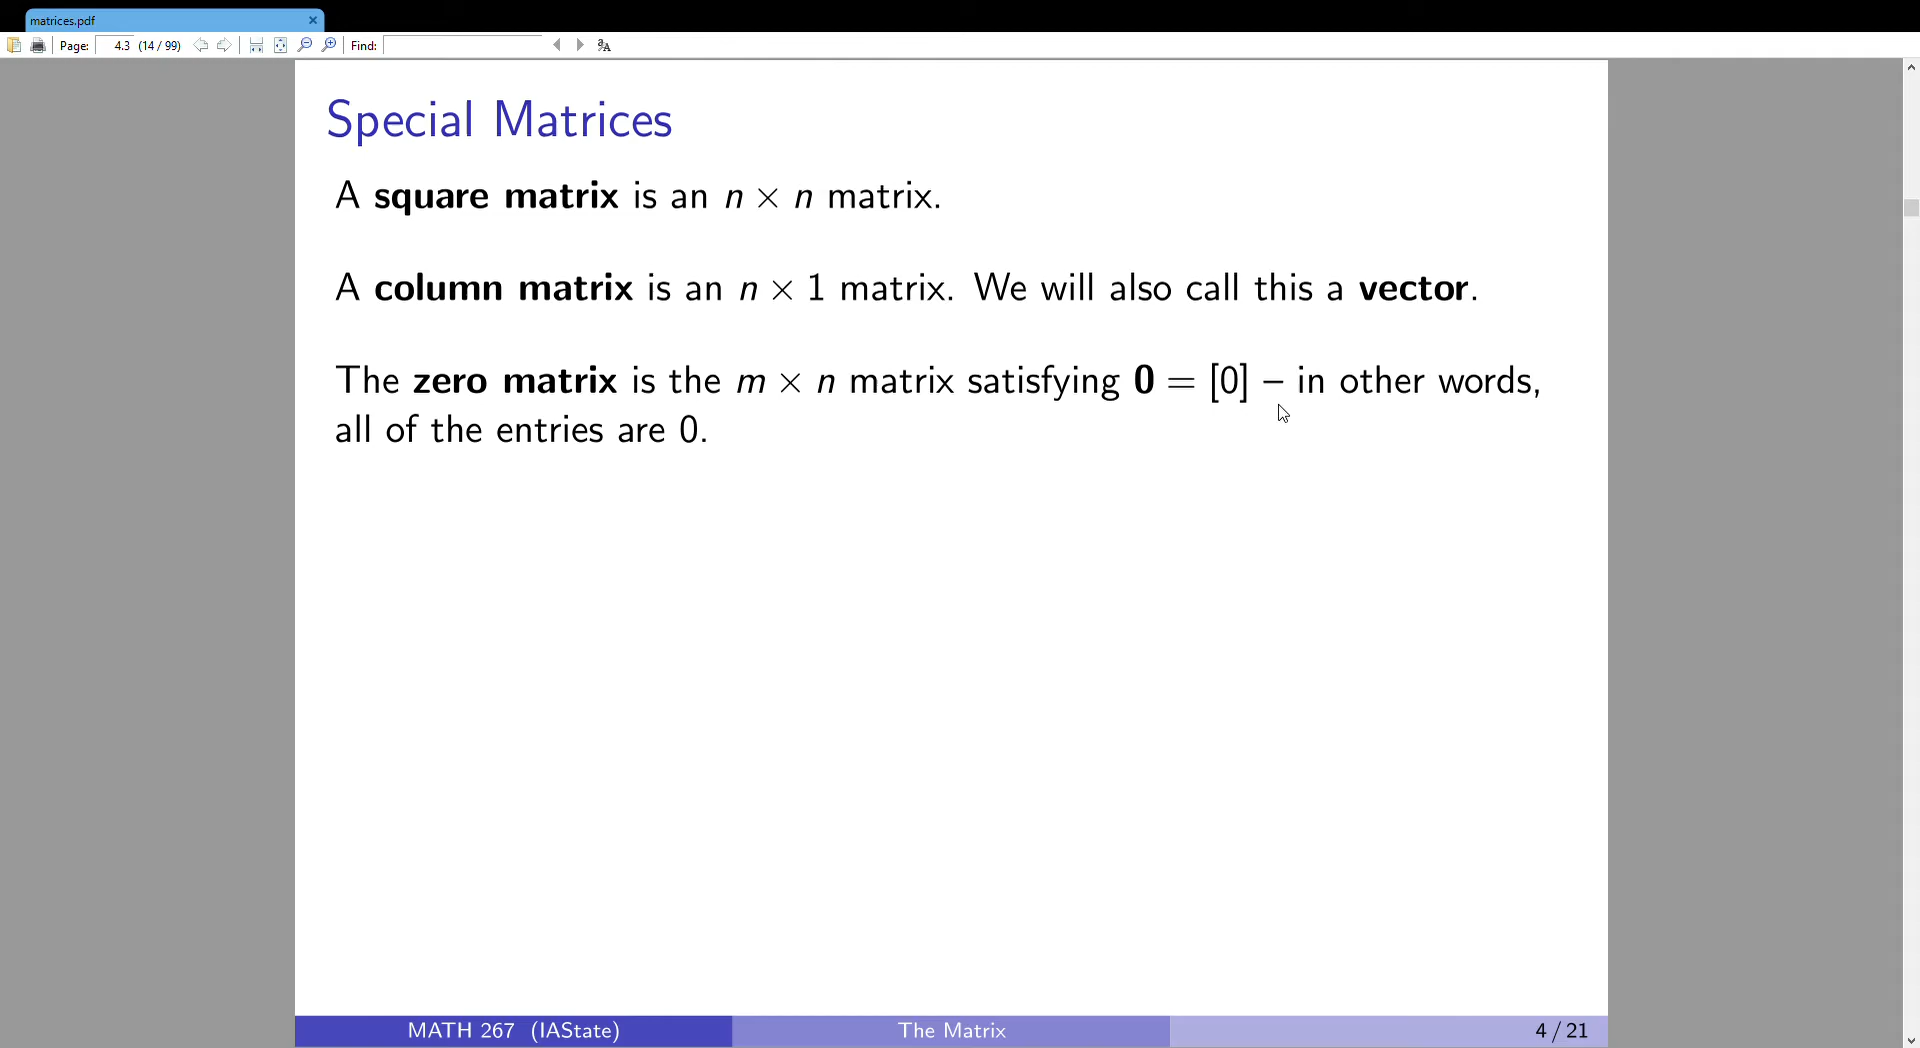 matrices.pdf
Page: 4.3 (14 / 99) Find:
Special Matrices
A square matrix is an n × n matrix.
A column matrix is an n × 1 matrix. We will also call this a vector.
The zero matrix is the m × n matrix satisfying 0 = [0] – in other words,
all of the entries are 0.
MATH 267 (IAState) The Matrix 4 / 21